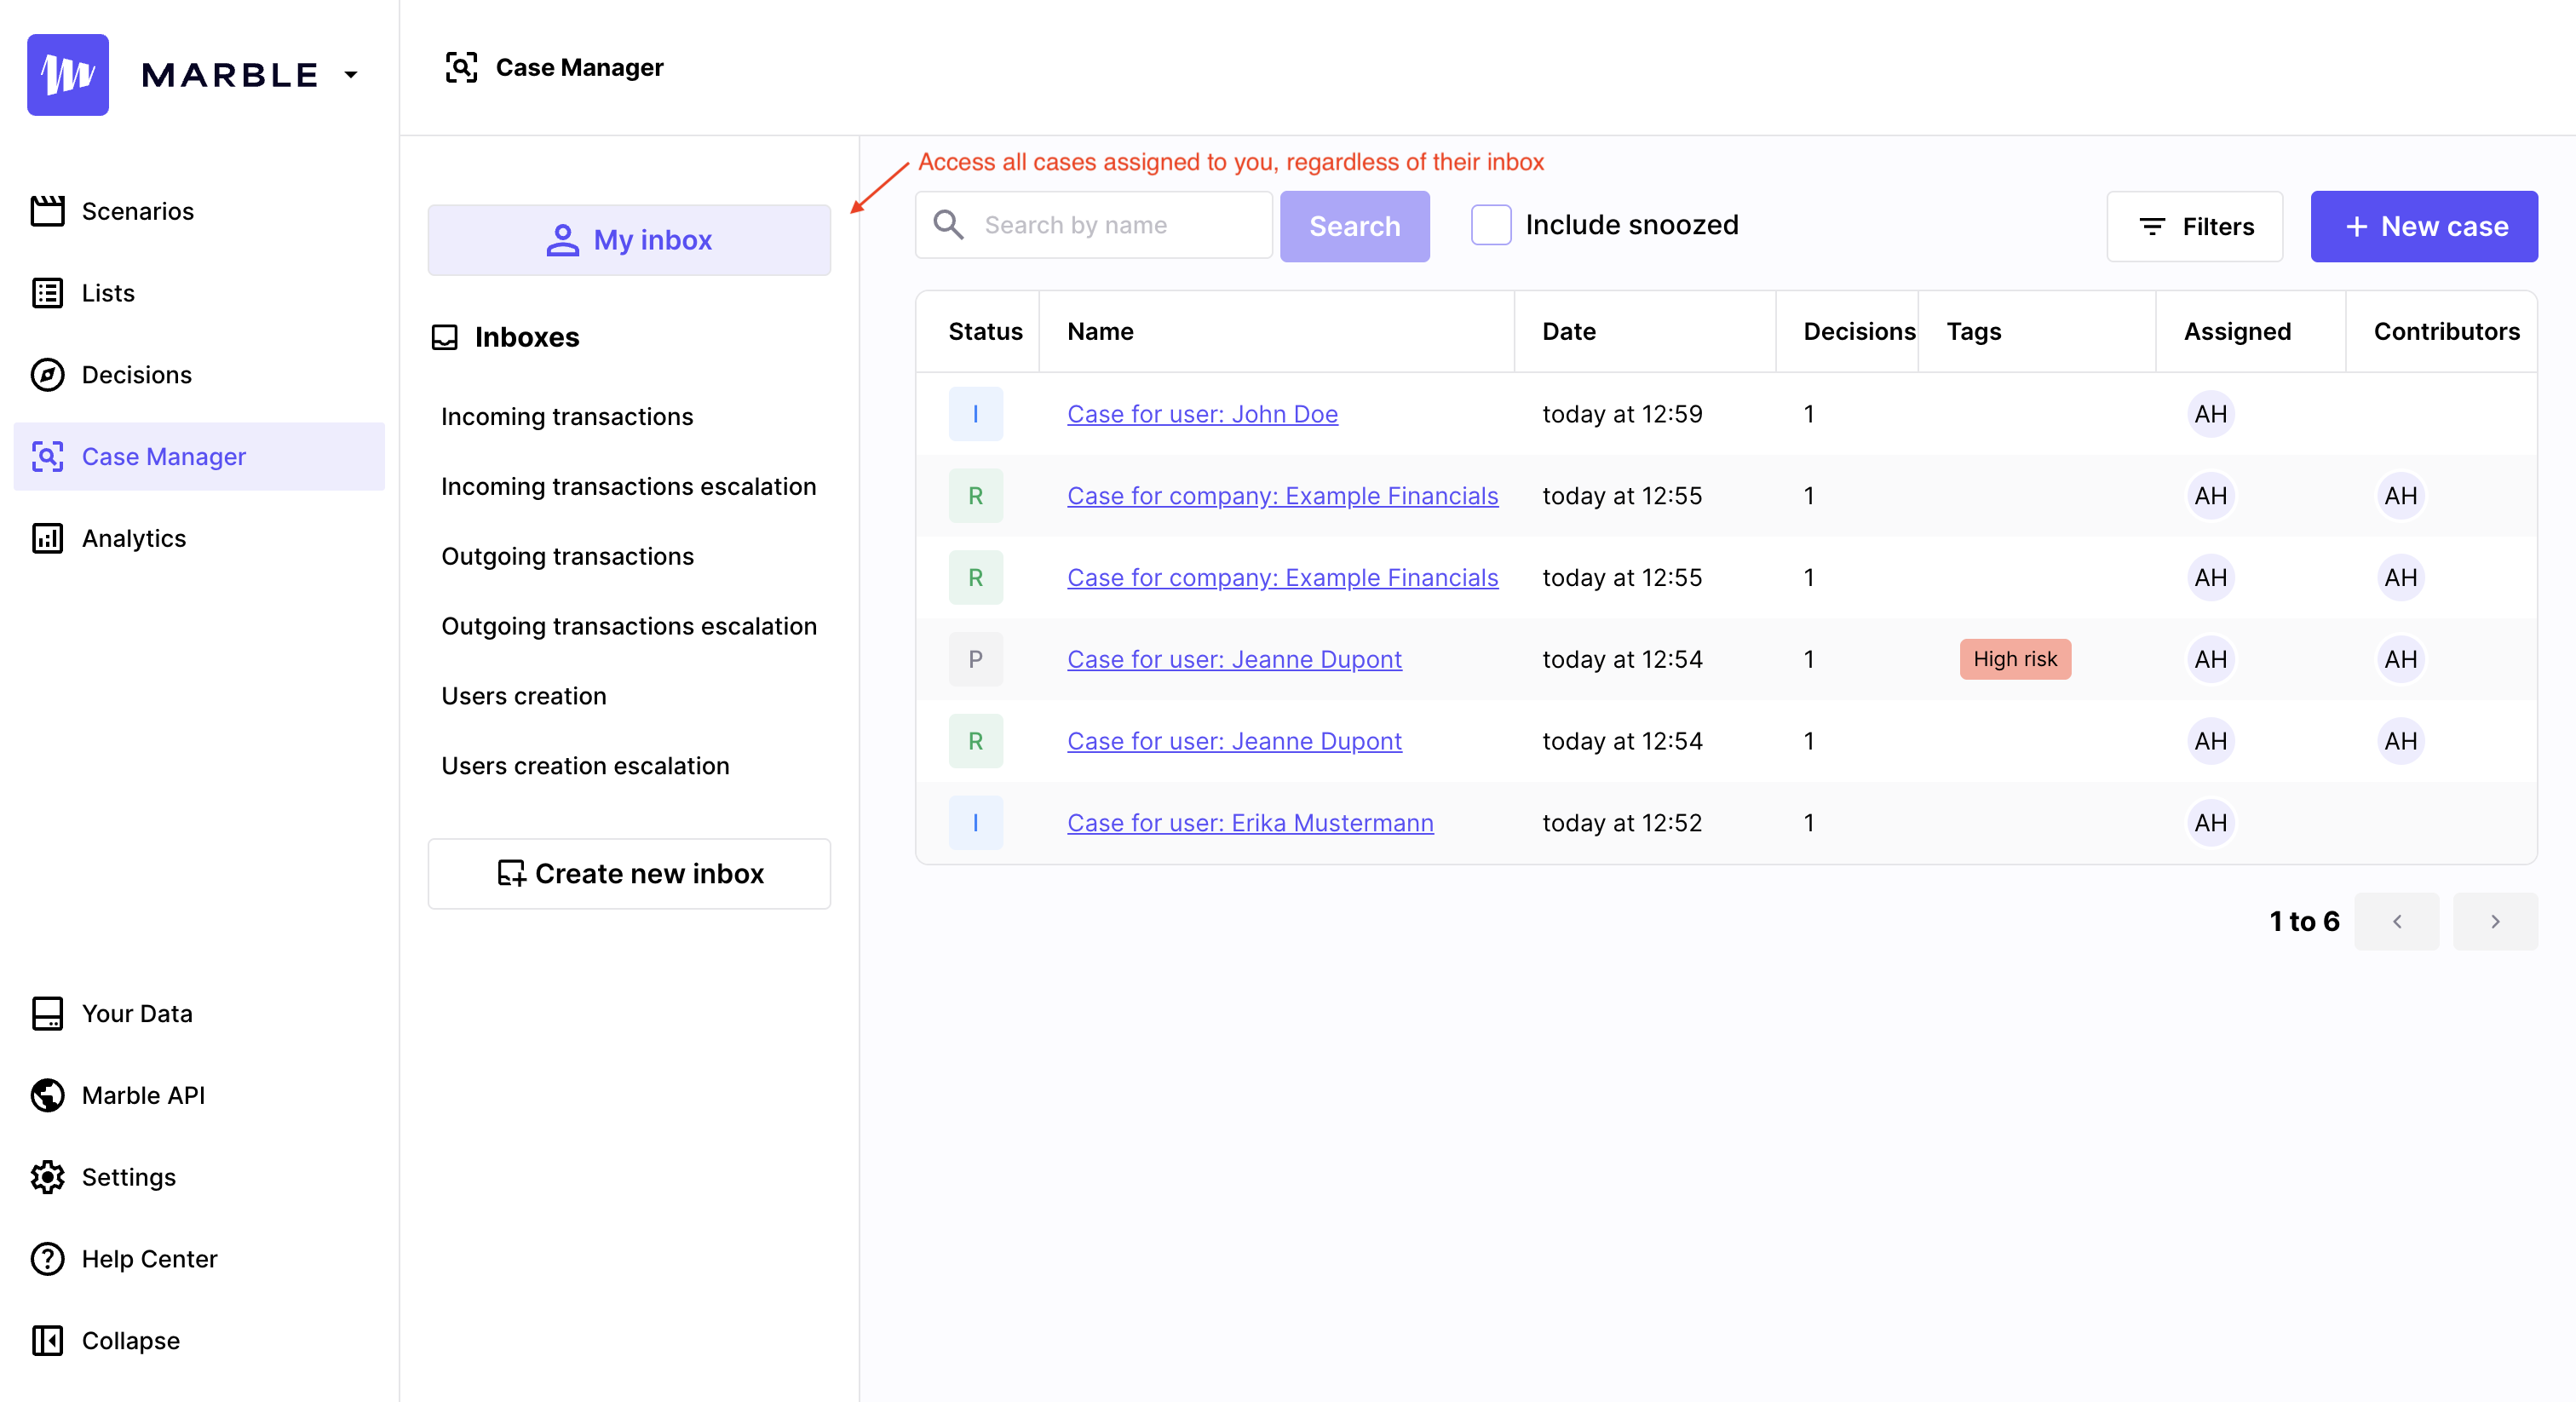 MARBLE
Scenarios
Lists
Decisions
Case Manager
Analytics
Your Data
Marble API
Settings
Help Center
Collapse
Case Manager
My inbox
Inboxes
Incoming transactions
Incoming transactions escalation
Outgoing transactions
Outgoing transactions escalation
Users creation
Users creation escalation
Create new inbox
Access all cases assigned to you, regardless of their inbox
Search by name Search Include snoozed Filters + New case
Status Name Date Decisions Tags Assigned Contributors
I Case for user: John Doe today at 12:59 1 AH
R Case for company: Example Financials today at 12:55 1 AH AH
R Case for company: Example Financials today at 12:55 1 AH AH
P Case for user: Jeanne Dupont today at 12:54 1 High risk AH AH
R Case for user: Jeanne Dupont today at 12:54 1 AH AH
I Case for user: Erika Mustermann today at 12:52 1 AH
1 to 6